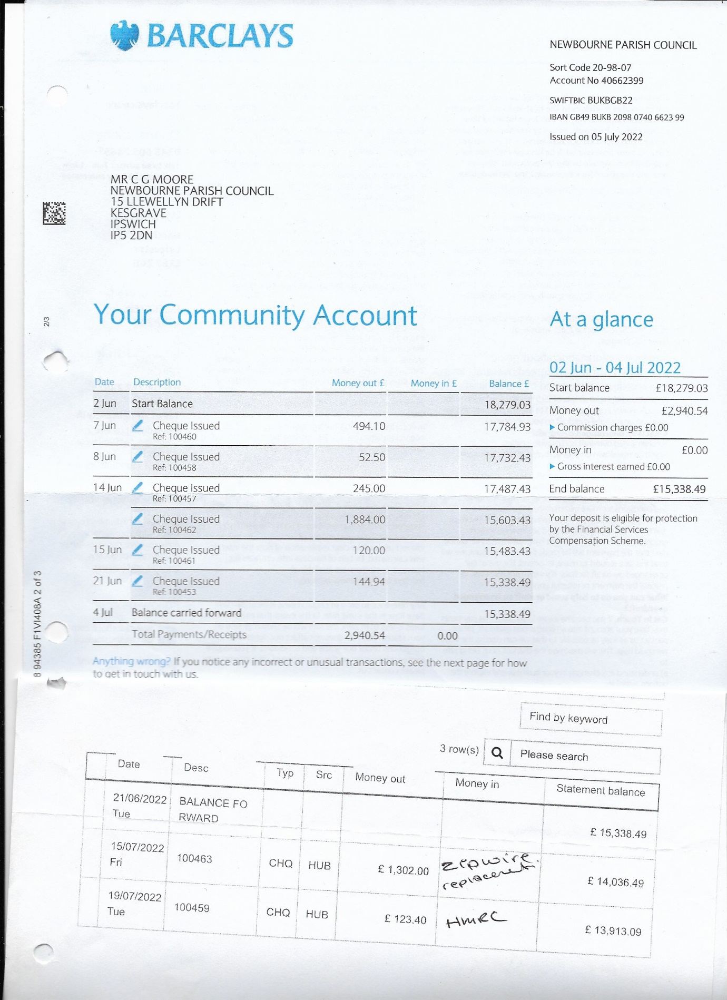 BARCLAYS
NEWBOURNE PARISH COUNCIL
Sort Code 20-98-07
Account No 40662399
SWIFTBIC BUKBGB22
IBAN GB49 BUKB 2098 0740 6623 99
Issued on 05 July 2022
MR C G MOORE
NEWBOURNE PARISH COUNCIL
15 LLEWELLYN DRIFT
KESGRAVE
IPSWICH
IP5 2DN
2/3
8 94385 F1VI408A 2 of 3
Your Community Account
Date Description Money out £ Money in £ Balance £
2 Jun Start Balance 18,279.03
7 Jun Cheque Issued 494.10 17,784.93
Ref: 100460
8 Jun Cheque Issued 52.50 17,732.43
Ref: 100458
14 Jun Cheque Issued 245.00 17,487.43
Ref: 100457
Cheque Issued 1,884.00 15,603.43
Ref: 100462
15 Jun Cheque Issued 120.00 15,483.43
Ref: 100461
21 Jun Cheque Issued 144.94 15,338.49
Ref: 100453
4 Jul Balance carried forward 15,338.49
Total Payments/Receipts 2,940.54 0.00
Anything wrong? If you notice any incorrect or unusual transactions, see the next page for how
to get in touch with us.
At a glance
02 Jun - 04 Jul 2022
Start balance £18,279.03
Money out £2,940.54
Commission charges £0.00
Money in £0.00
Gross interest earned £0.00
End balance £15,338.49
Your deposit is eligible for protection
by the Financial Services
Compensation Scheme.
Find by keyword
3 row(s) Please search
Date Desc Typ Src Money out Money in Statement balance
21/06/2022 BALANCE FO
Tue RWARD £ 15,338.49
15/07/2022 100463 CHQ HUB £ 1,302.00 Zipwire £ 14,036.49
Fri replacement
19/07/2022 100459 CHQ HUB £ 123.40 HMRC £ 13,913.09
Tue